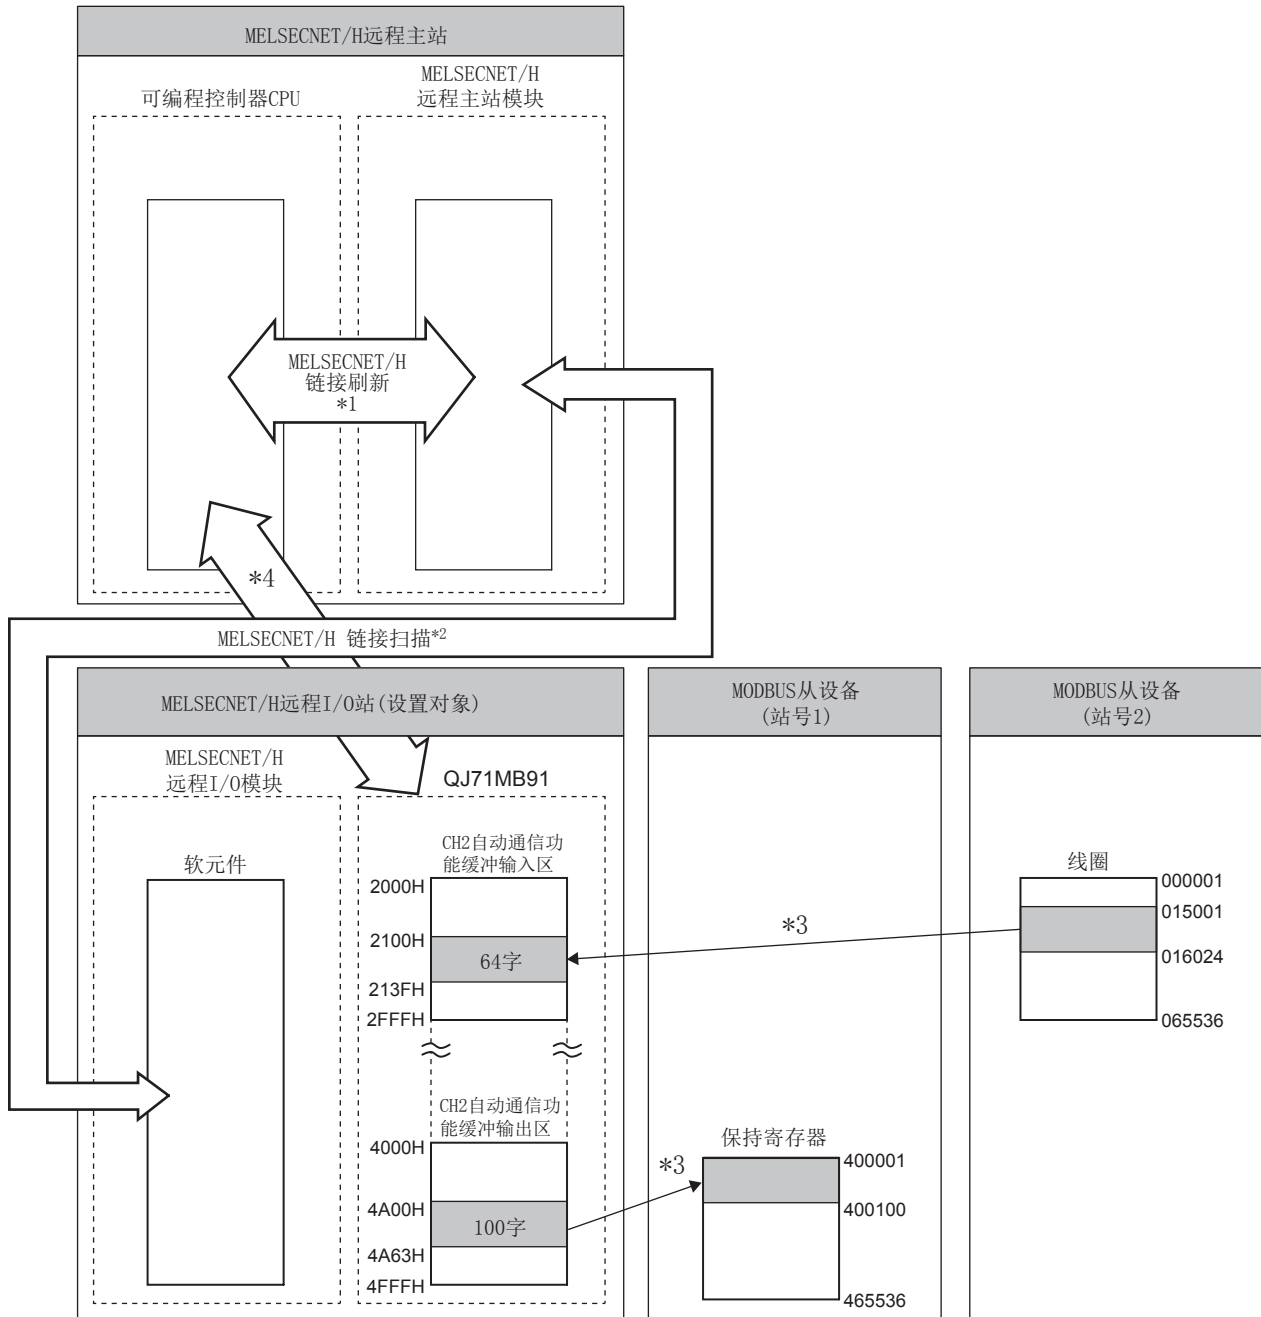 MELSECNET/H远程主站
可编程控制器CPU
MELSECNET/H
远程主站模块
MELSECNET/H
链接刷新
*1
*4
MELSECNET/H 链接扫描*2
MELSECNET/H远程I/O站(设置对象)
MODBUS从设备
(站号1)
MODBUS从设备
(站号2)
MELSECNET/H
远程I/O模块
QJ71MB91
软元件
CH2自动通信功
能缓冲输入区
2000H
2100H
64字
213FH
2FFFH
*3
线圈
000001
015001
016024
065536
CH2自动通信功
能缓冲输出区
4000H
4A00H
100字
4A63H
4FFFH
*3
保持寄存器
400001
400100
465536